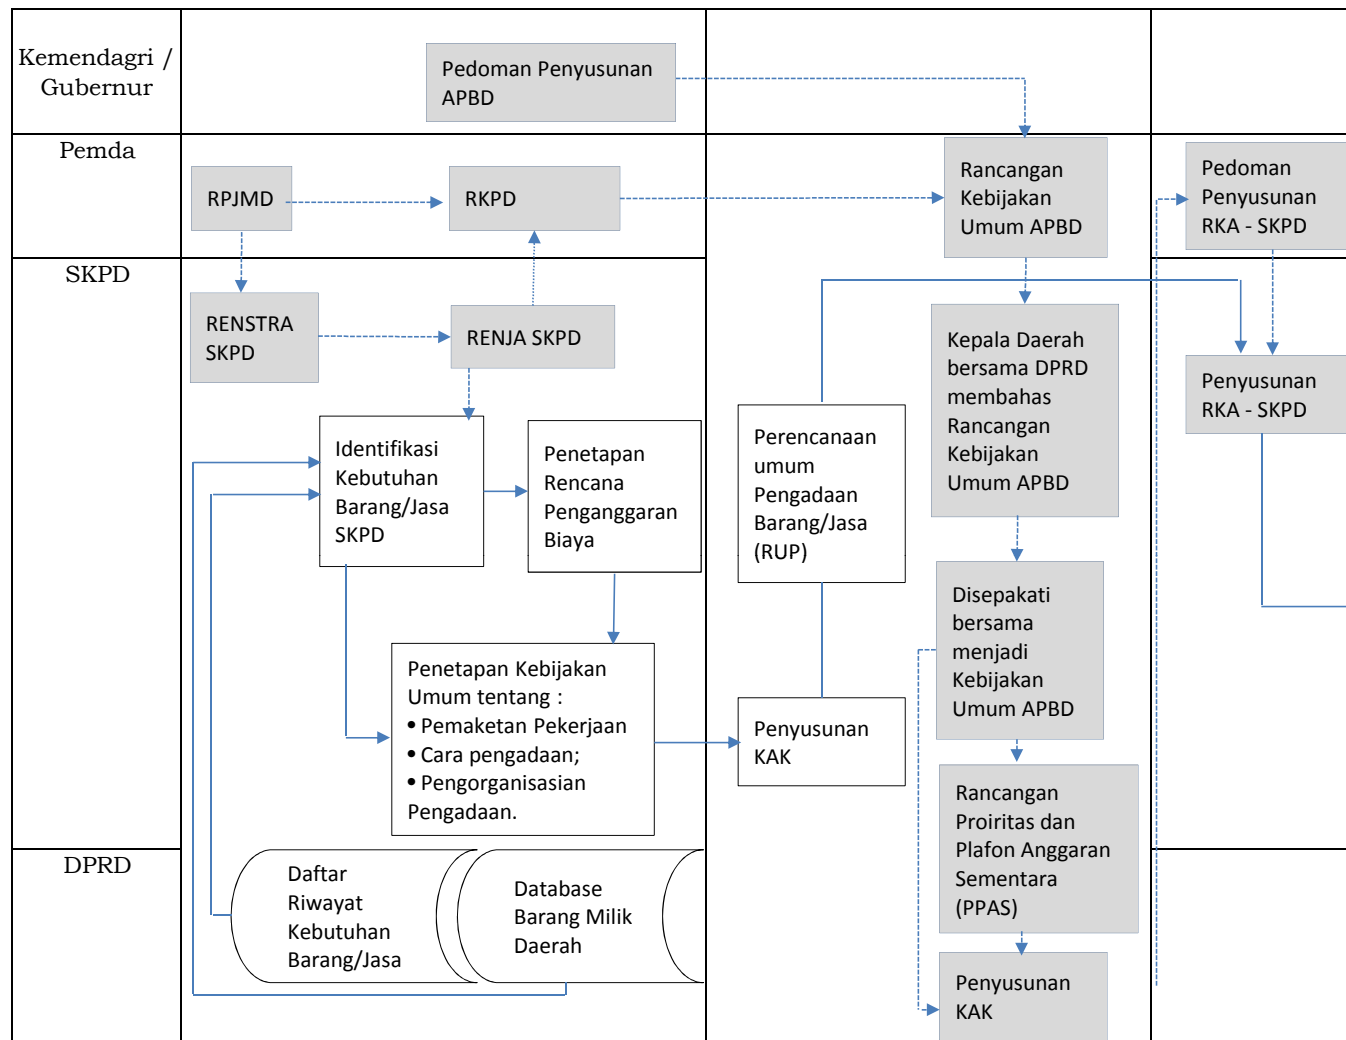 Kemendagri /
Gubernur
Pedoman Penyusunan
APBD
Pemda
RPJMD
RKPD
Rancangan
Kebijakan
Umum APBD
Pedoman
Penyusunan
RKA - SKPD
SKPD
RENSTRA
SKPD
RENJA SKPD
Kepala Daerah
bersama DPRD
membahas
Rancangan
Kebijakan
Umum APBD
Penyusunan
RKA - SKPD
Identifikasi
Kebutuhan
Barang/Jasa
SKPD
Penetapan
Rencana
Penganggaran
Biaya
Perencanaan
umum
Pengadaan
Barang/Jasa
(RUP)
Disepakati
bersama
menjadi
Kebijakan
Umum APBD
Penetapan Kebijakan
Umum tentang :
• Pemaketan Pekerjaan
• Cara pengadaan;
• Pengorganisasian
Pengadaan.
Penyusunan
KAK
Rancangan
Proiritas dan
Plafon Anggaran
Sementara
(PPAS)
DPRD
Daftar
Riwayat
Kebutuhan
Barang/Jasa
Database
Barang Milik
Daerah
Penyusunan
KAK